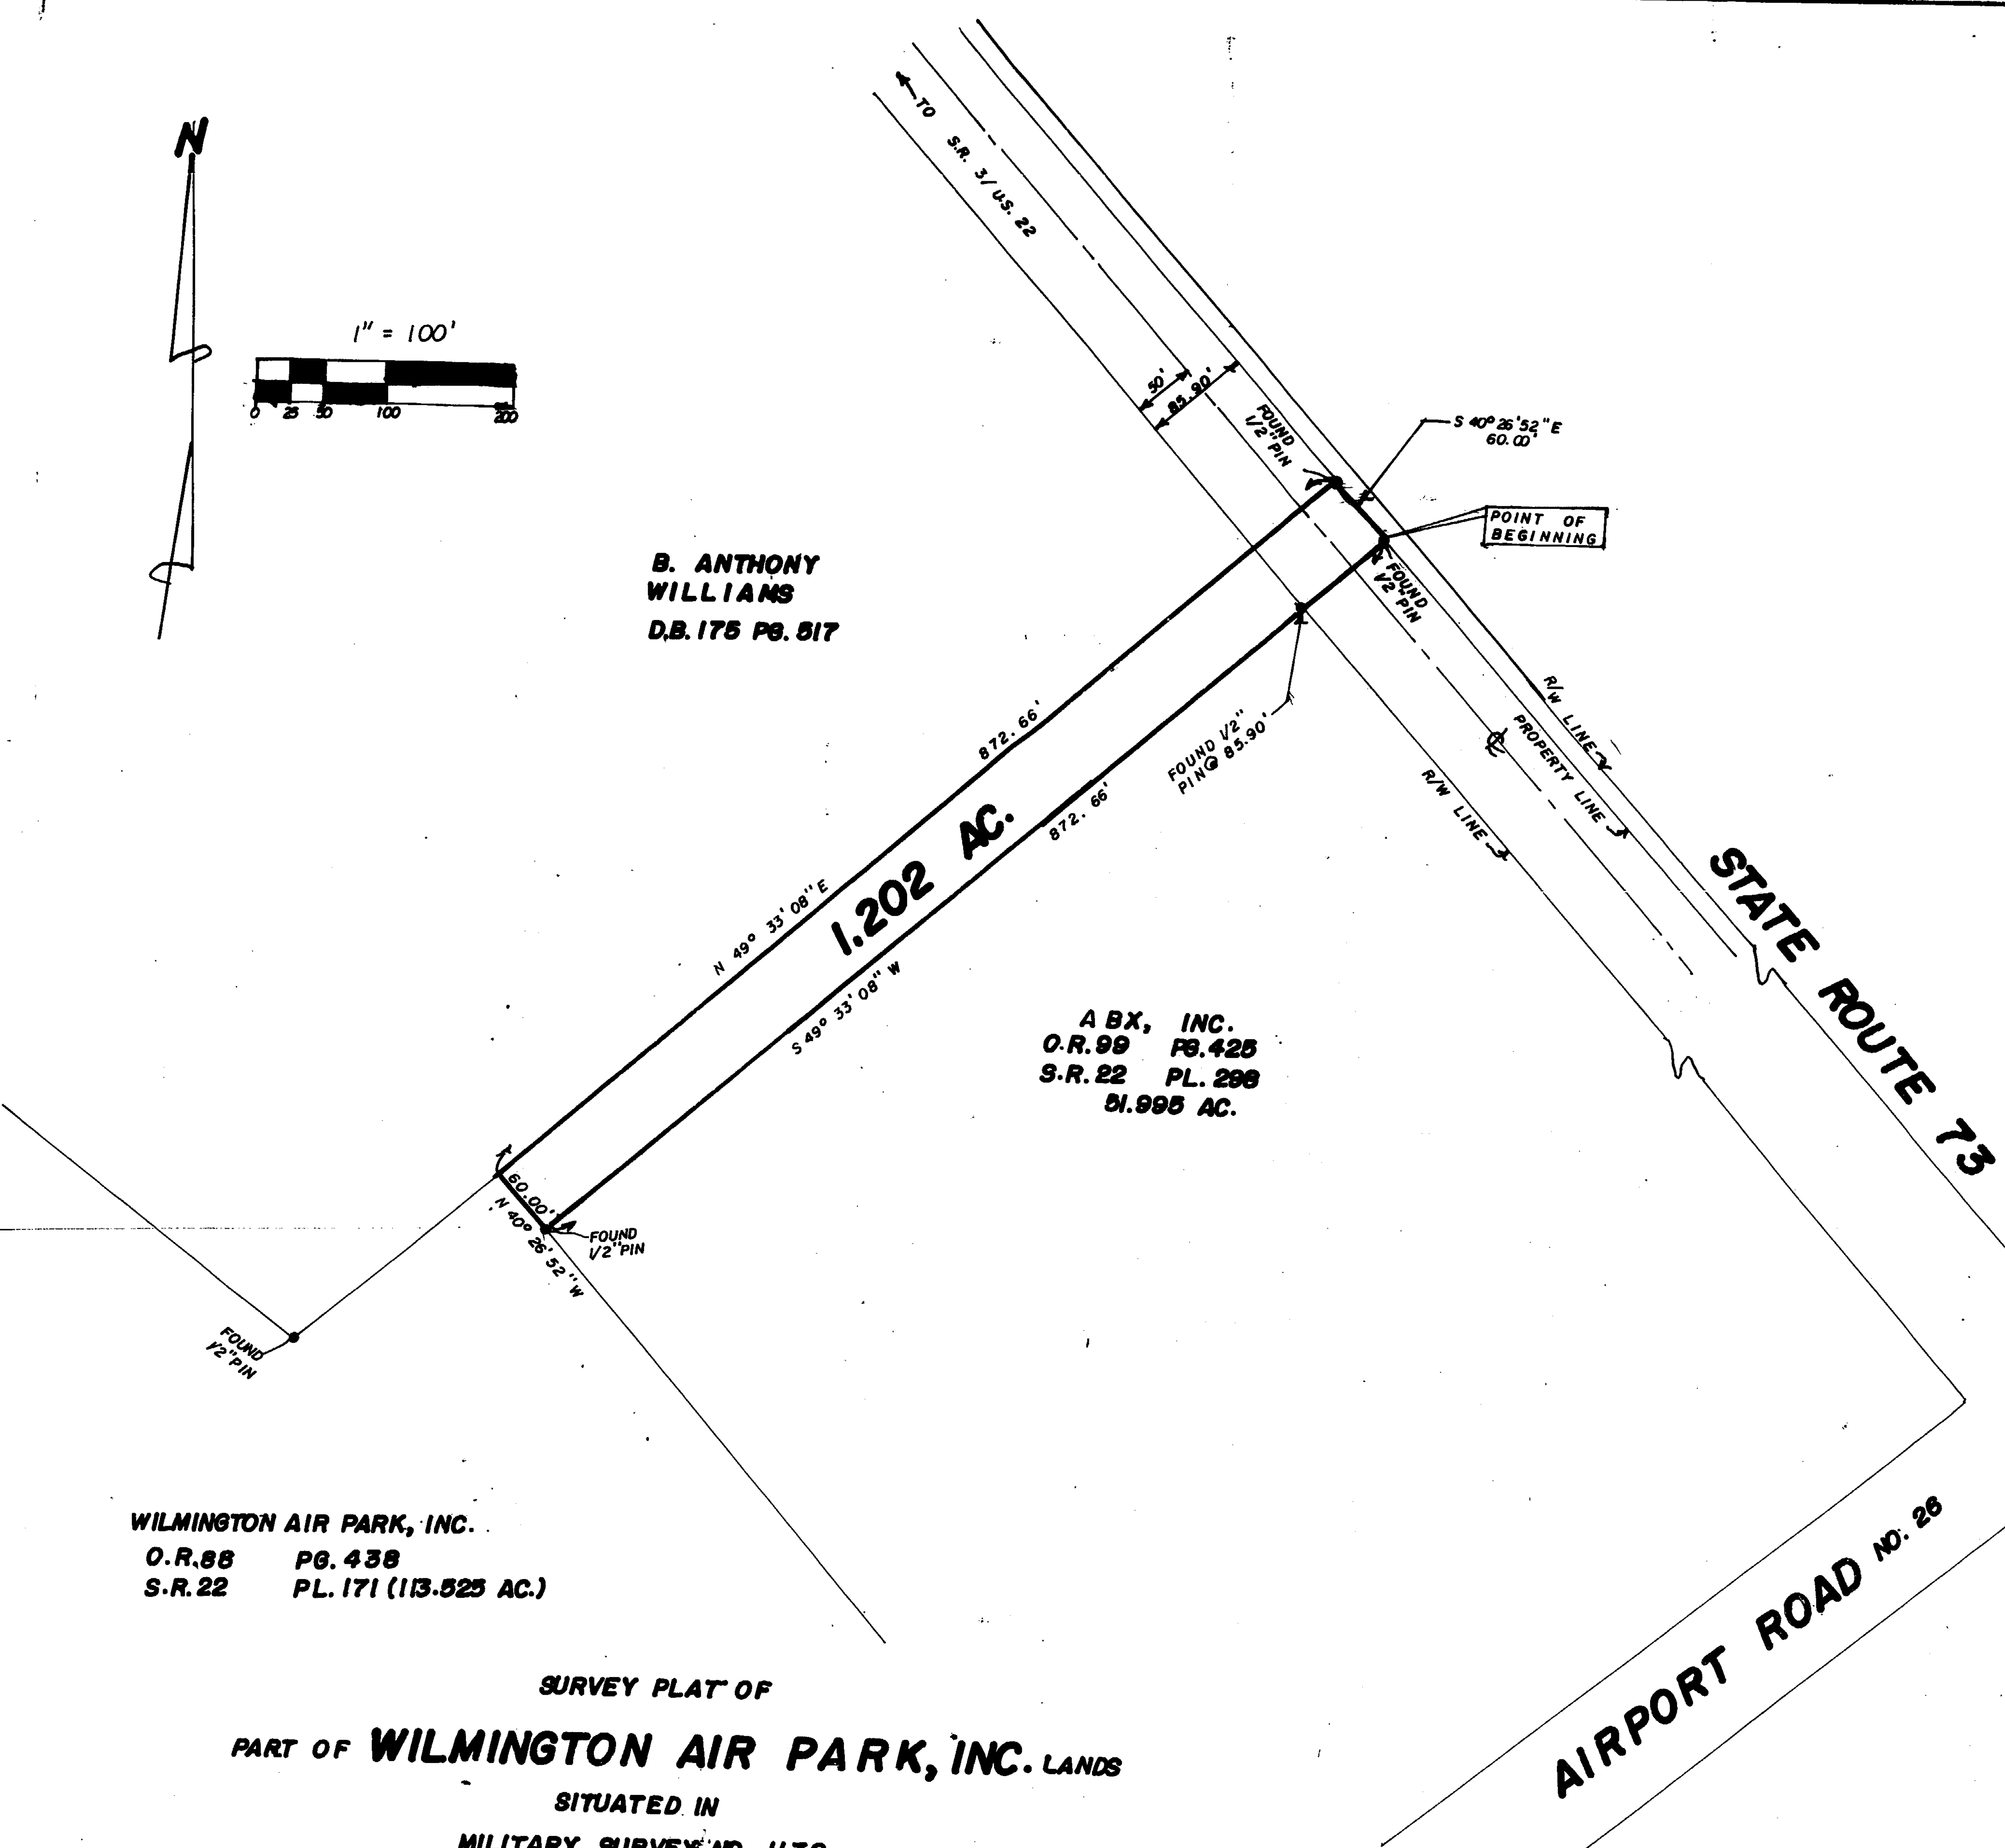 N
1" = 100'
0 25 50 100 200
TO S.R. 3/ U.S. 22
50'
85.90'
FOUND
1/2" PIN
S 40° 26' 52" E
60.00'
POINT OF
BEGINNING
FOUND
1/2" PIN
B. ANTHONY
WILLIAMS
D.B. 175 PG. 517
872.66'
FOUND 1/2"
PIN @ 85.90'
R/W LINE
PROPERTY LINE
R/W LINE
872.66'
1.202 AC.
N 49° 33' 08" E
S 49° 33' 08" W
STATE ROUTE 73
ABX, INC.
O.R. 99 PG. 425
S.R. 22 PL. 298
51.995 AC.
60.00'
N 40° 26' 52" W
FOUND
1/2" PIN
FOUND
1/2" PIN
WILMINGTON AIR PARK, INC.
O.R. 88 PG. 438
S.R. 22 PL. 171 (113.525 AC.)
AIRPORT ROAD NO. 26
SURVEY PLAT OF
PART OF WILMINGTON AIR PARK, INC. LANDS
SITUATED IN
MILITARY SURVEY NO.